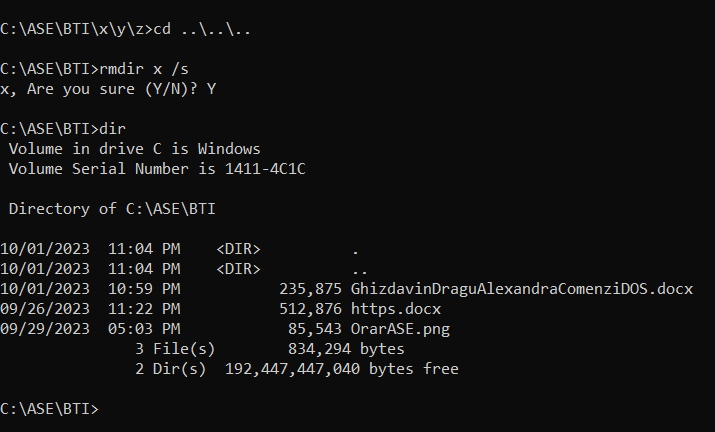 C:\ASE\BTI\x\y\z>cd ..\..\..
C:\ASE\BTI>rmdir x /s
x, Are you sure (Y/N)? Y
C:\ASE\BTI>dir
 Volume in drive C is Windows
 Volume Serial Number is 1411-4C1C
 Directory of C:\ASE\BTI
10/01/2023  11:04 PM    <DIR>          .
10/01/2023  11:04 PM    <DIR>          ..
10/01/2023  10:59 PM           235,875 GhizdavinDraguAlexandraComenziDOS.docx
09/26/2023  11:22 PM           512,876 https.docx
09/29/2023  05:03 PM            85,543 OrarASE.png
               3 File(s)        834,294 bytes
               2 Dir(s)  192,447,447,040 bytes free
C:\ASE\BTI>